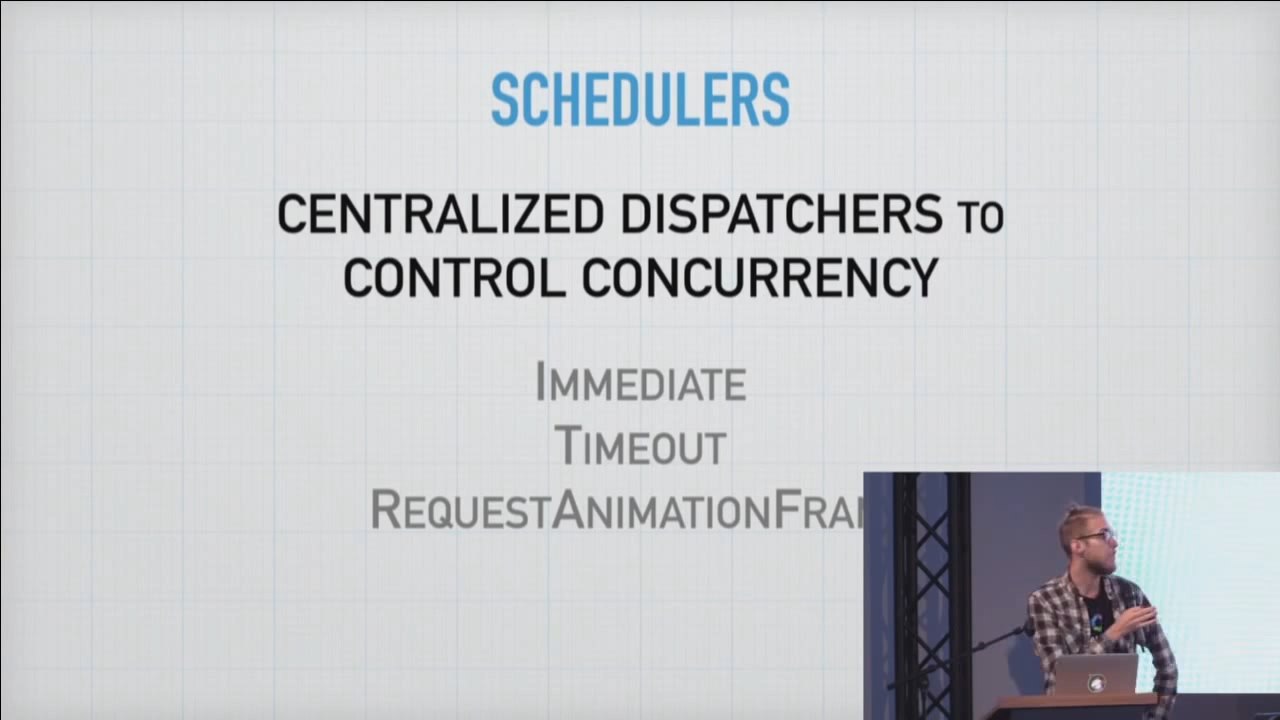 SCHEDULERS
CENTRALIZED DISPATCHERS TO
CONTROL CONCURRENCY
IMMEDIATE
TIMEOUT
REQUESTANIMATIONFRA